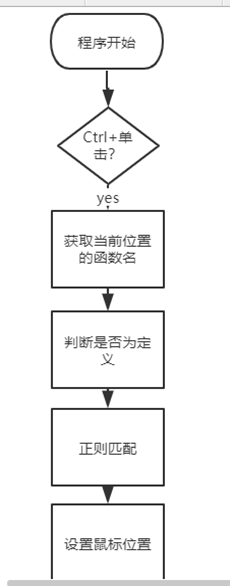 程序开始
Ctrl+单
击?
yes
获取当前位置
的函数名
判断是否为定
义
正则匹配
设置鼠标位置